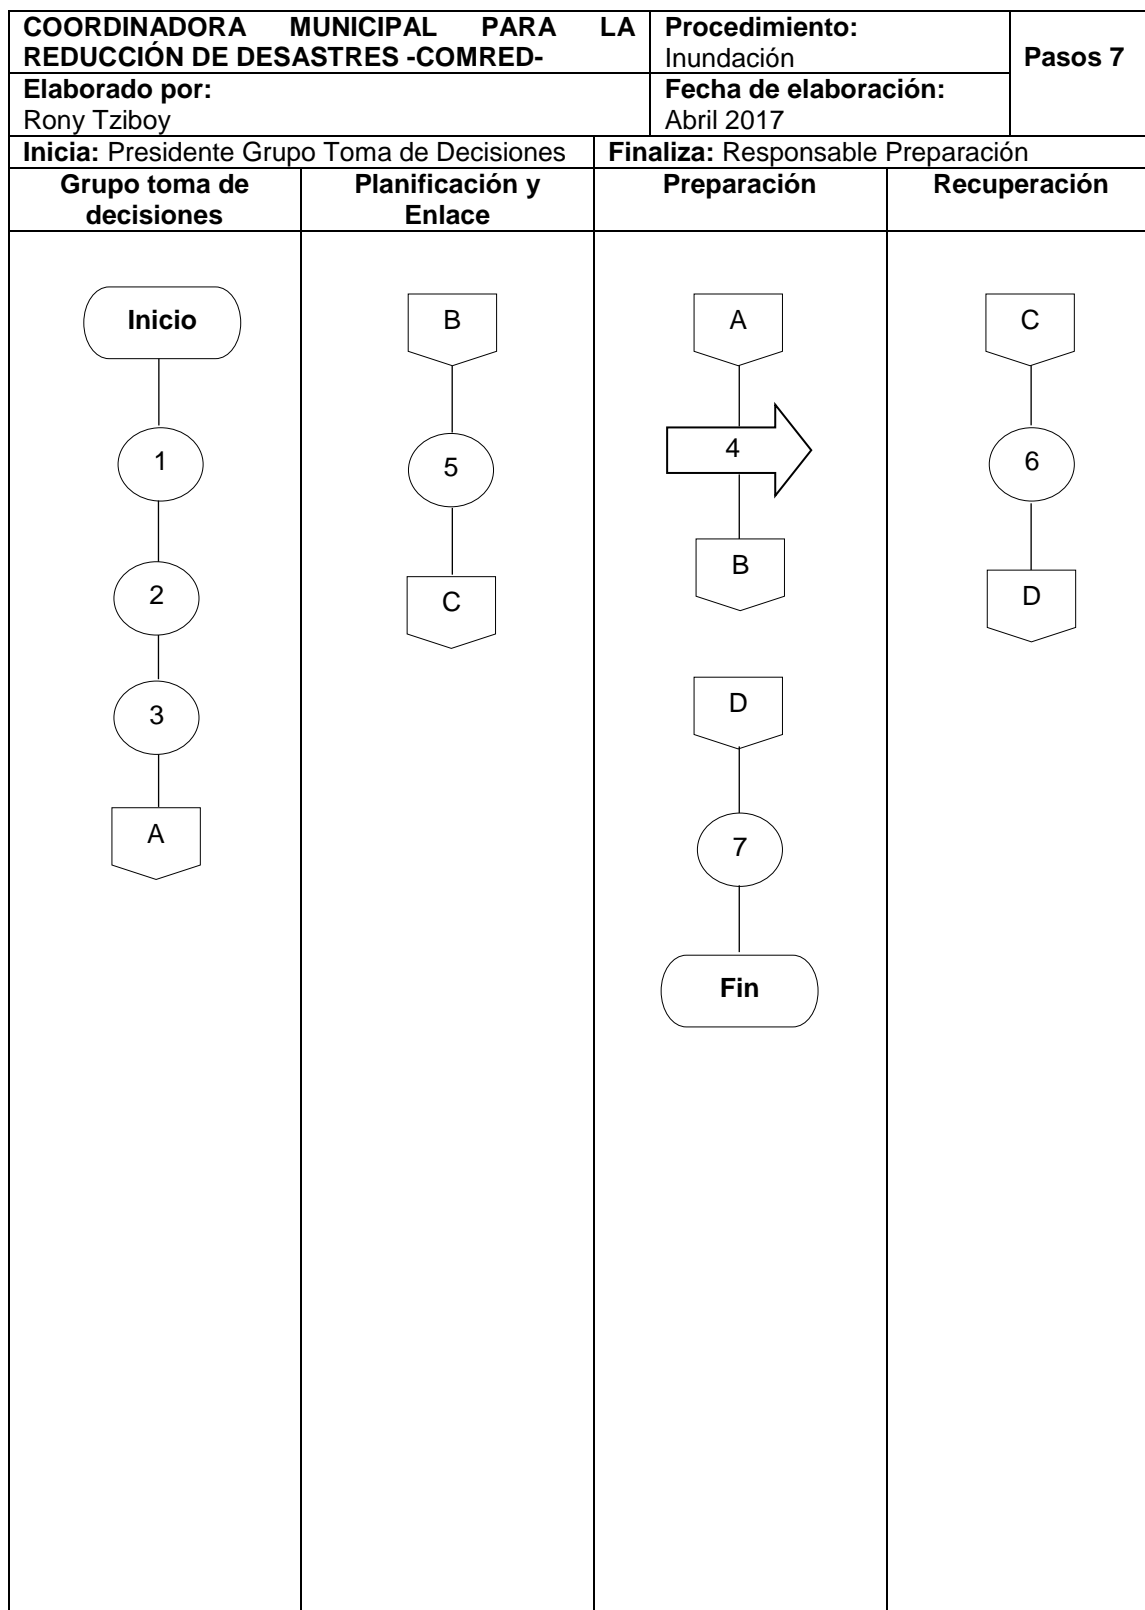 COORDINADORA MUNICIPAL PARA LA
REDUCCIÓN DE DESASTRES -COMRED-
Procedimiento:
Inundación
Pasos 7
Elaborado por:
Rony Tziboy
Fecha de elaboración:
Abril 2017
Inicia: Presidente Grupo Toma de Decisiones
Finaliza: Responsable Preparación
Grupo toma de
decisiones
Planificación y
Enlace
Preparación
Recuperación
Inicio
1
2
3
A
B
5
C
A
4
B
D
7
Fin
C
6
D